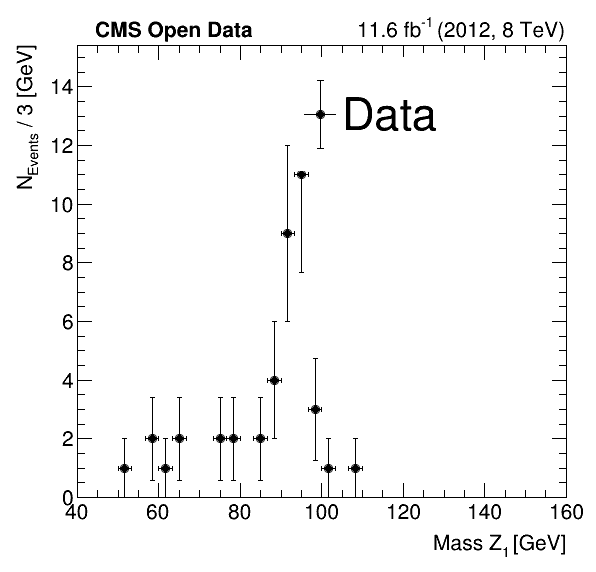 CMS Open Data 11.6 fb⁻¹ (2012, 8 TeV)
N_Events / 3 [GeV]
14
12
10
8
6
4
2
0
Data
40 60 80 100 120 140 160
Mass Z₁ [GeV]